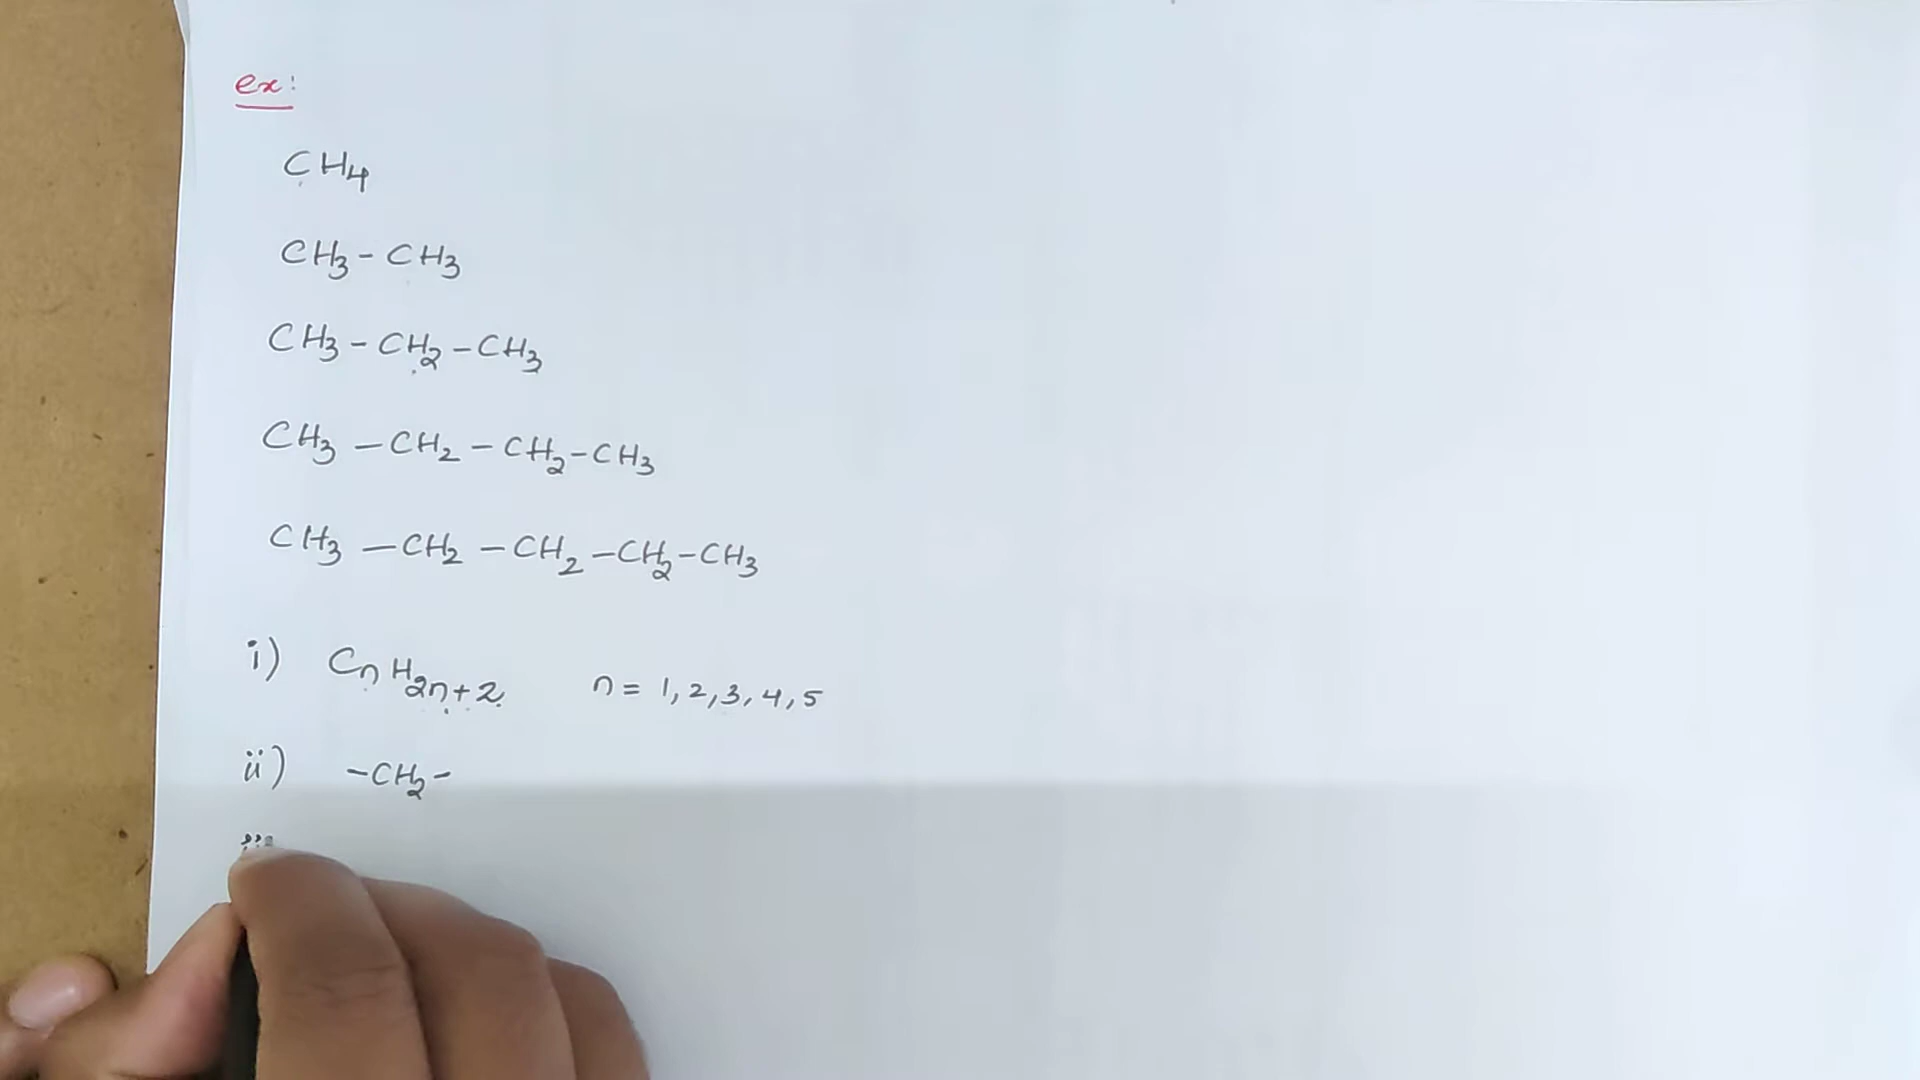 ex:
CH₄
CH₃-CH₃
CH₃-CH₂-CH₃
CH₃-CH₂-CH₂-CH₃
CH₃-CH₂-CH₂-CH₂-CH₃
i) CₙH₂ₙ₊₂ n = 1, 2, 3, 4, 5
ii) -CH₂-